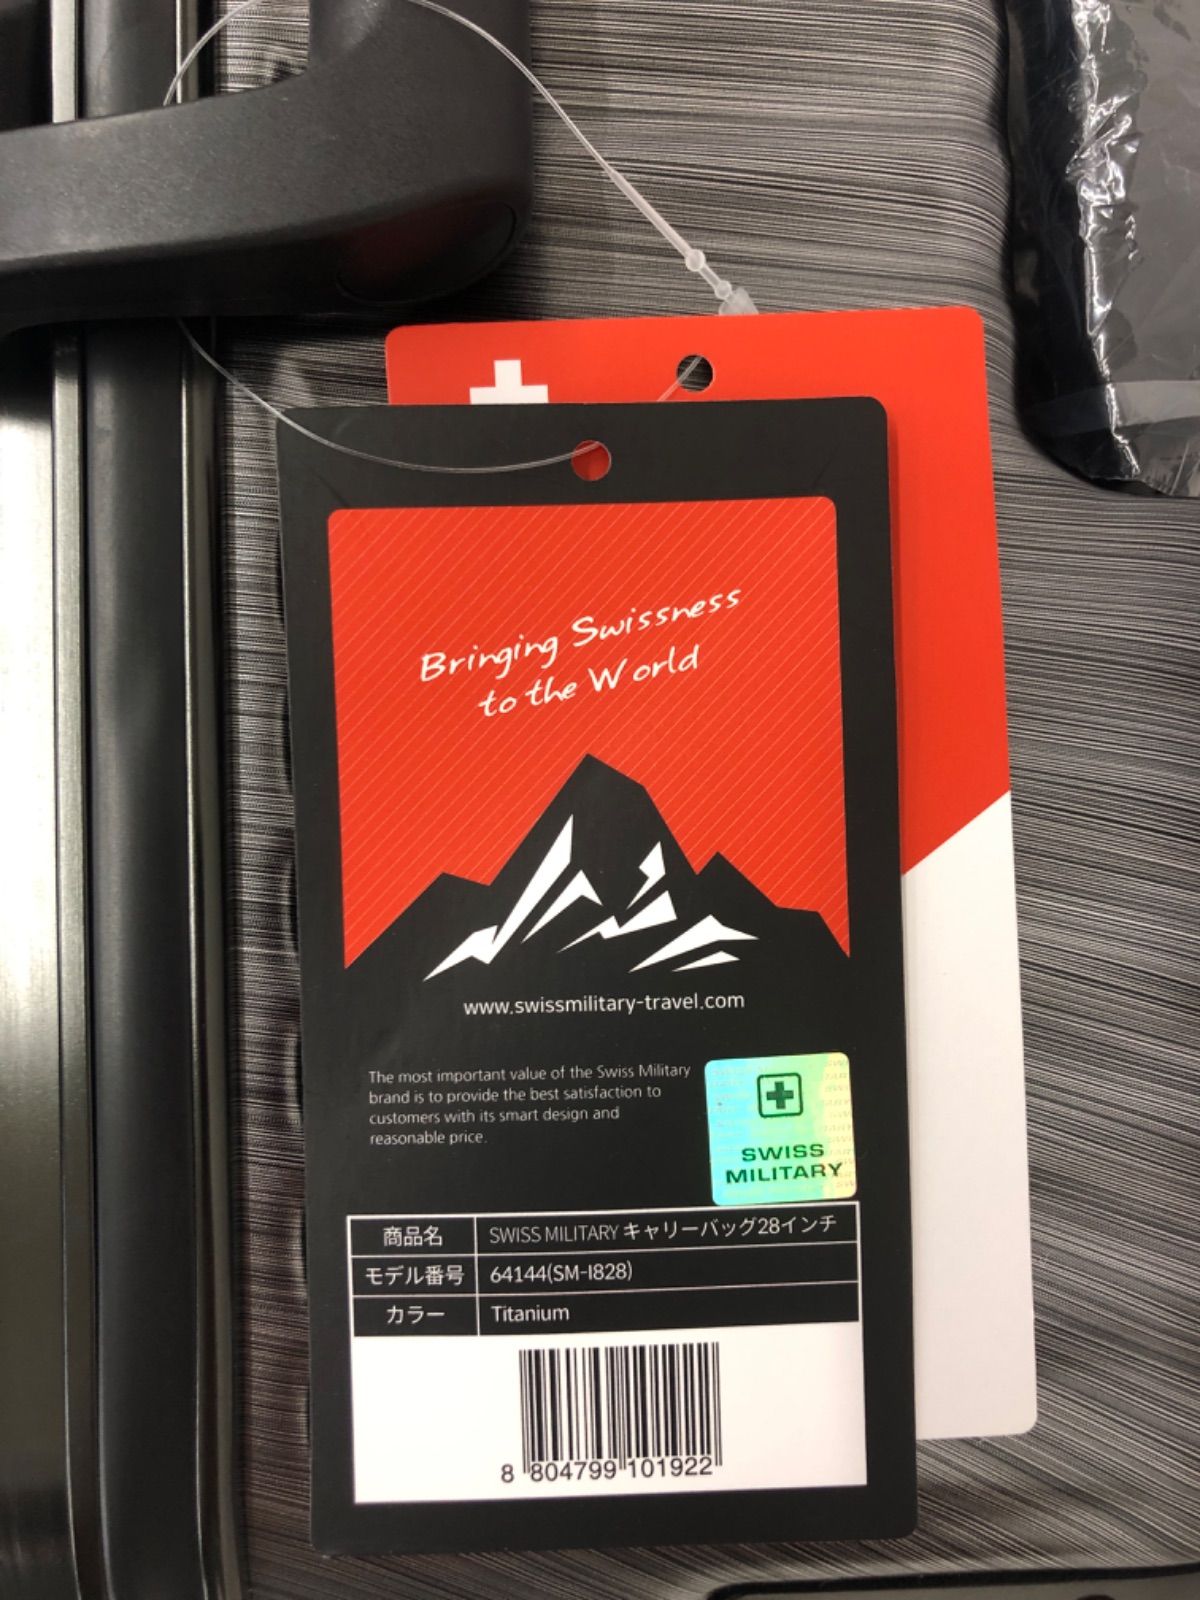 Bringing Swissness
to the World
www.swissmilitary-travel.com
The most important value of the Swiss Military
brand is to provide the best satisfaction to
customers with its smart design and
reasonable price.
SWISS
MILITARY
商品名 SWISS MILITARY キャリーバッグ28インチ
モデル番号 64144(SM-I828)
カラー Titanium
8 804799 101922